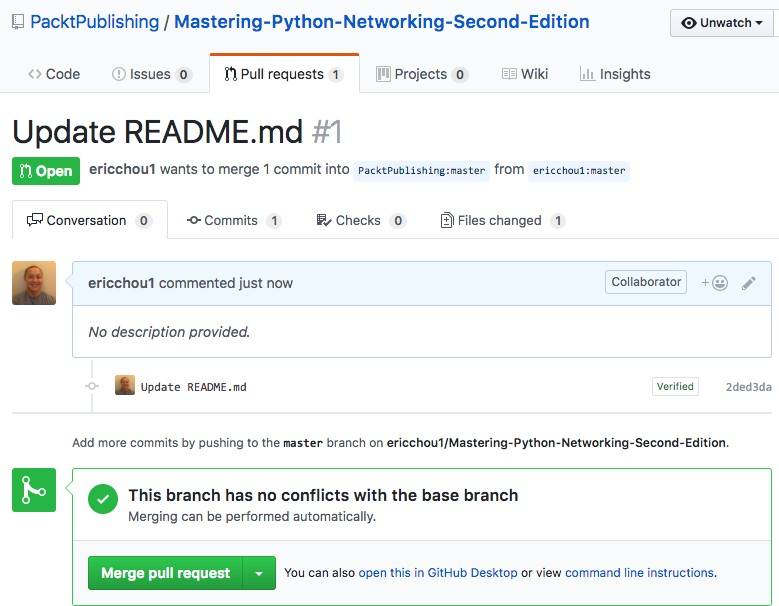 PacktPublishing / Mastering-Python-Networking-Second-Edition Unwatch
Code Issues 0 Pull requests 1 Projects 0 Wiki Insights
Update README.md #1
Open ericchou1 wants to merge 1 commit into PacktPublishing:master from ericchou1:master
Conversation 0 Commits 1 Checks 0 Files changed 1
ericchou1 commented just now Collaborator +
No description provided.
Update README.md Verified 2ded3da
Add more commits by pushing to the master branch on ericchou1/Mastering-Python-Networking-Second-Edition.
This branch has no conflicts with the base branch
Merging can be performed automatically.
Merge pull request You can also open this in GitHub Desktop or view command line instructions.